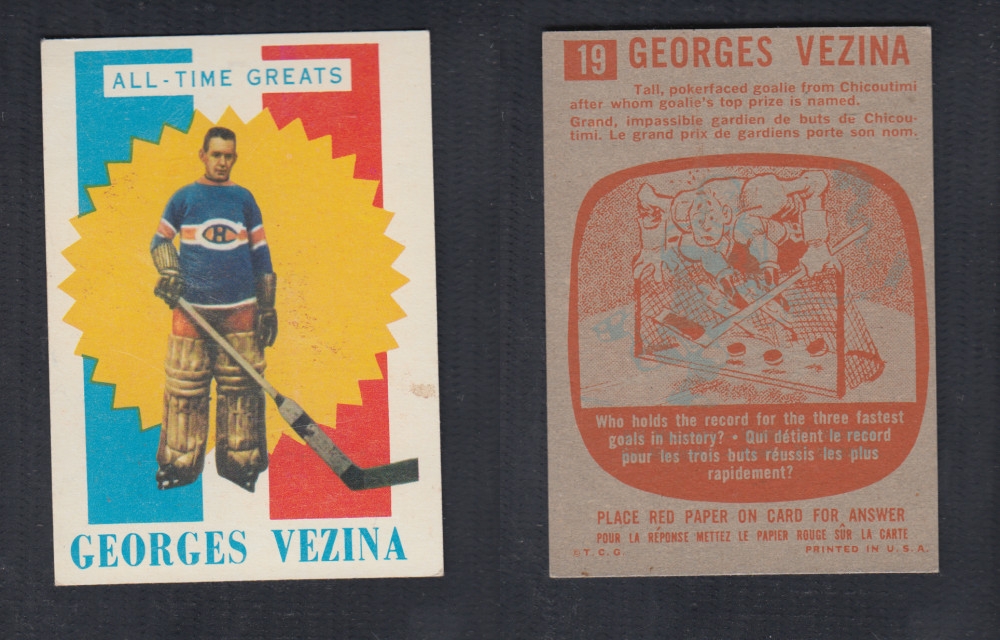 ALL-TIME GREATS
GEORGES VEZINA
19 GEORGES VEZINA
Tall, pokerfaced goalie from Chicoutimi
after whom goalie's top prize is named.
Grand, impassible gardien de buts de Chicou-
timi. Le grand prix de gardiens porte son nom.
Who holds the record for the three fastest
goals in history? • Qui détient le record
pour les trois buts réussis les plus
rapidement?
PLACE RED PAPER ON CARD FOR ANSWER
POUR LA RÉPONSE METTEZ LE PAPIER ROUGE SÛR LA CARTE
© T. C. G PRINTED IN U. S. A.